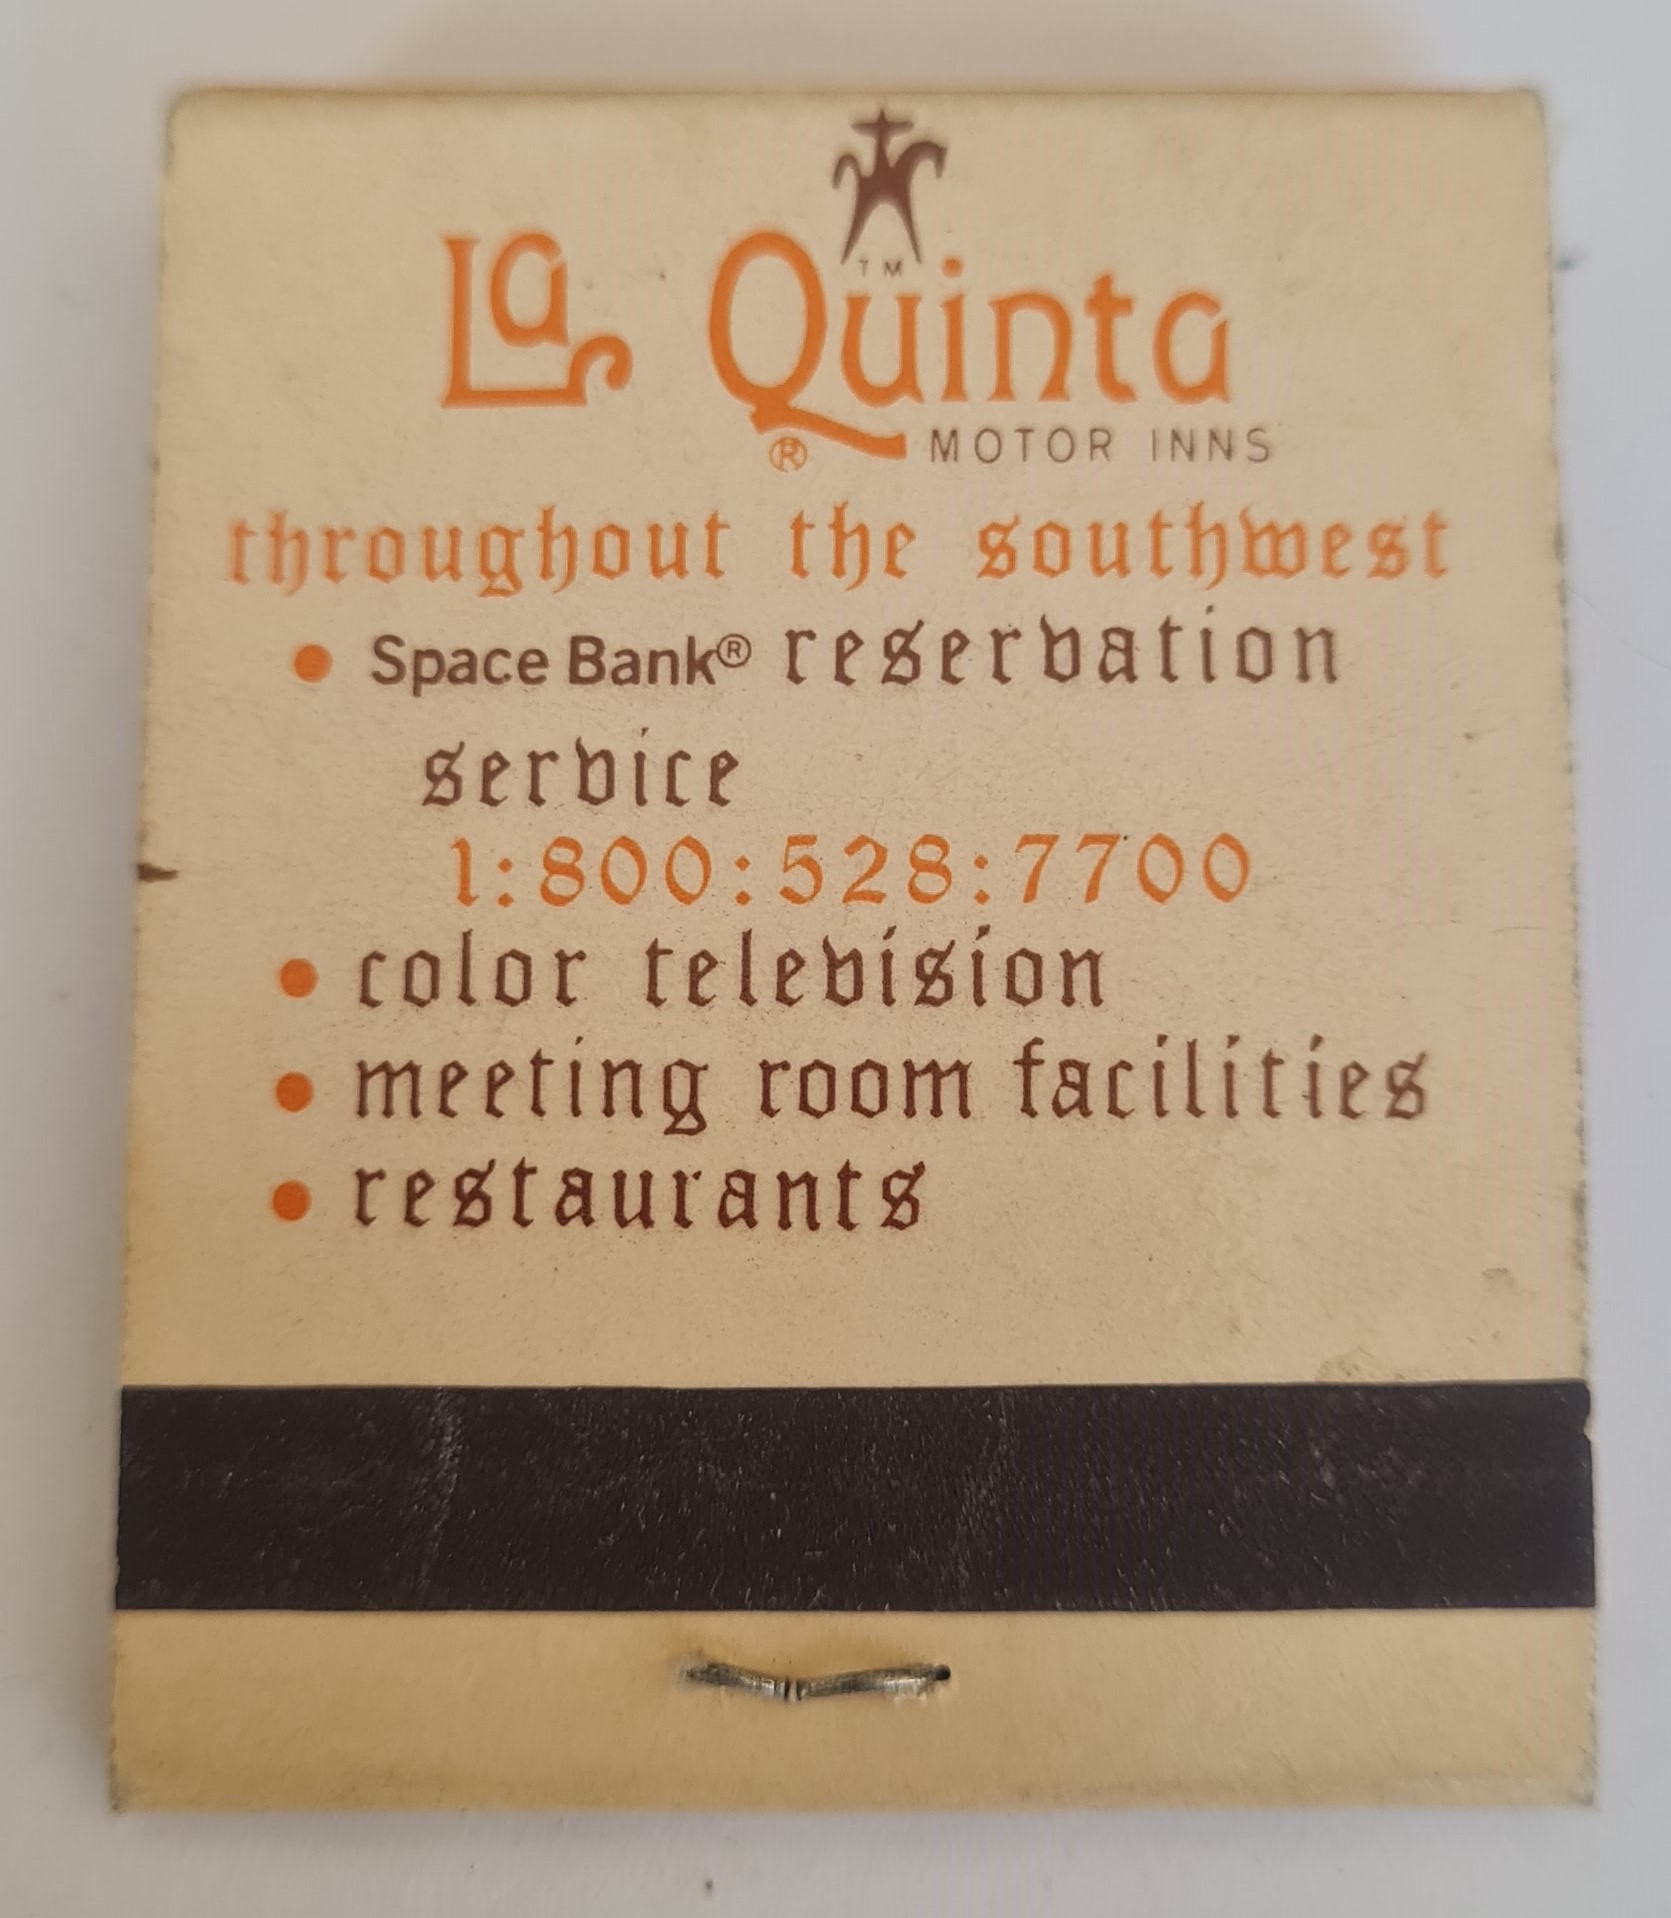 La Quinta
TM
® MOTOR INNS
throughout the southwest
• Space Bank® reservation
service
1:800:528:7700
• color television
• meeting room facilities
• restaurants